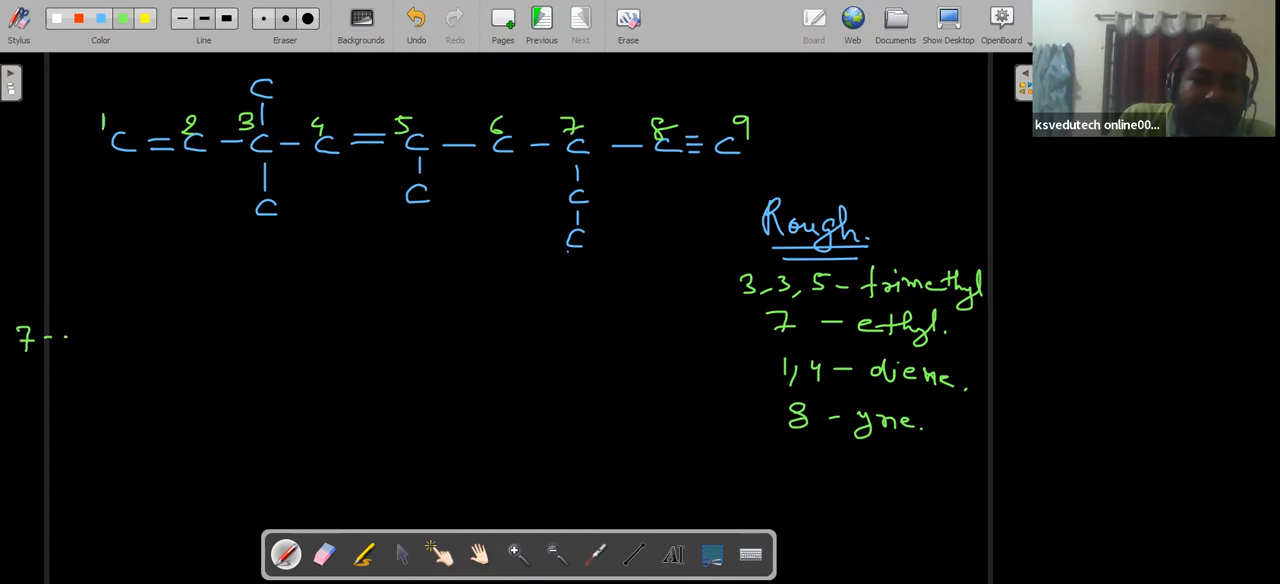 Stylus Color Line Eraser Backgrounds Undo Redo Pages Previous Next Erase Board Web Documents Show Desktop OpenBoard
ksvedutech online00...
C
1 2 3 4 5 6 7 8 9
C = C - C - C = C - C - C - C ≡ C
C C C
C
Rough.
3,3,5 - trimethyl
7 - ethyl.
1,4 - diene.
8 - yne.
7 - .
AI